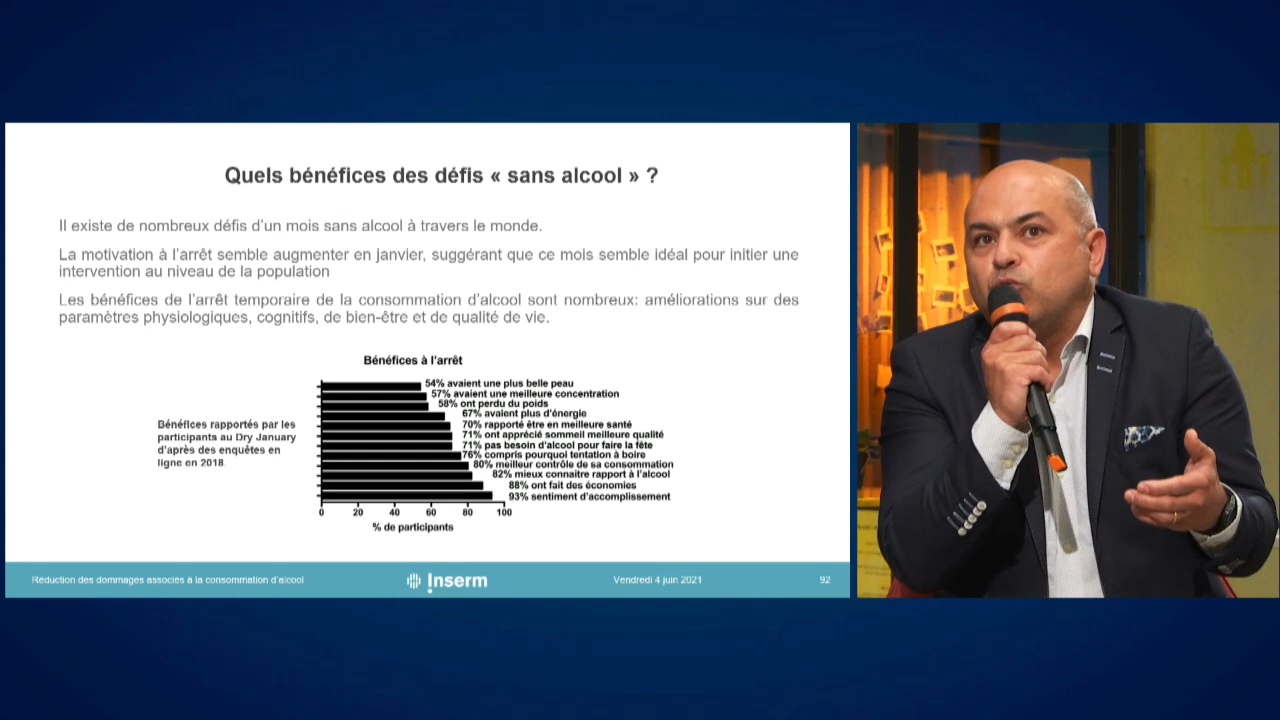 Quels bénéfices des défis « sans alcool » ?
Il existe de nombreux défis d'un mois sans alcool à travers le monde.
La motivation à l'arrêt semble augmenter en janvier, suggérant que ce mois semble idéal pour initier une
intervention au niveau de la population
Les bénéfices de l'arrêt temporaire de la consommation d'alcool sont nombreux: améliorations sur des
paramètres physiologiques, cognitifs, de bien-être et de qualité de vie.
Bénéfices à l'arrêt
54% avaient une plus belle peau
57% avaient une meilleure concentration
58% ont perdu du poids
67% avaient plus d'énergie
70% rapporté être en meilleure santé
71% ont apprécié sommeil meilleure qualité
71% pas besoin d'alcool pour faire la fête
76% compris pourquoi tentation à boire
80% meilleur contrôle de sa consommation
82% mieux connaitre rapport à l'alcool
88% ont fait des économies
93% sentiment d'accomplissement
0 20 40 60 80 100
% de participants
Bénéfices rapportés par les
participants au Dry January
d'après des enquêtes en
ligne en 2018.
Réduction des dommages associés à la consommation d'alcool
Inserm
Vendredi 4 juin 2021
92